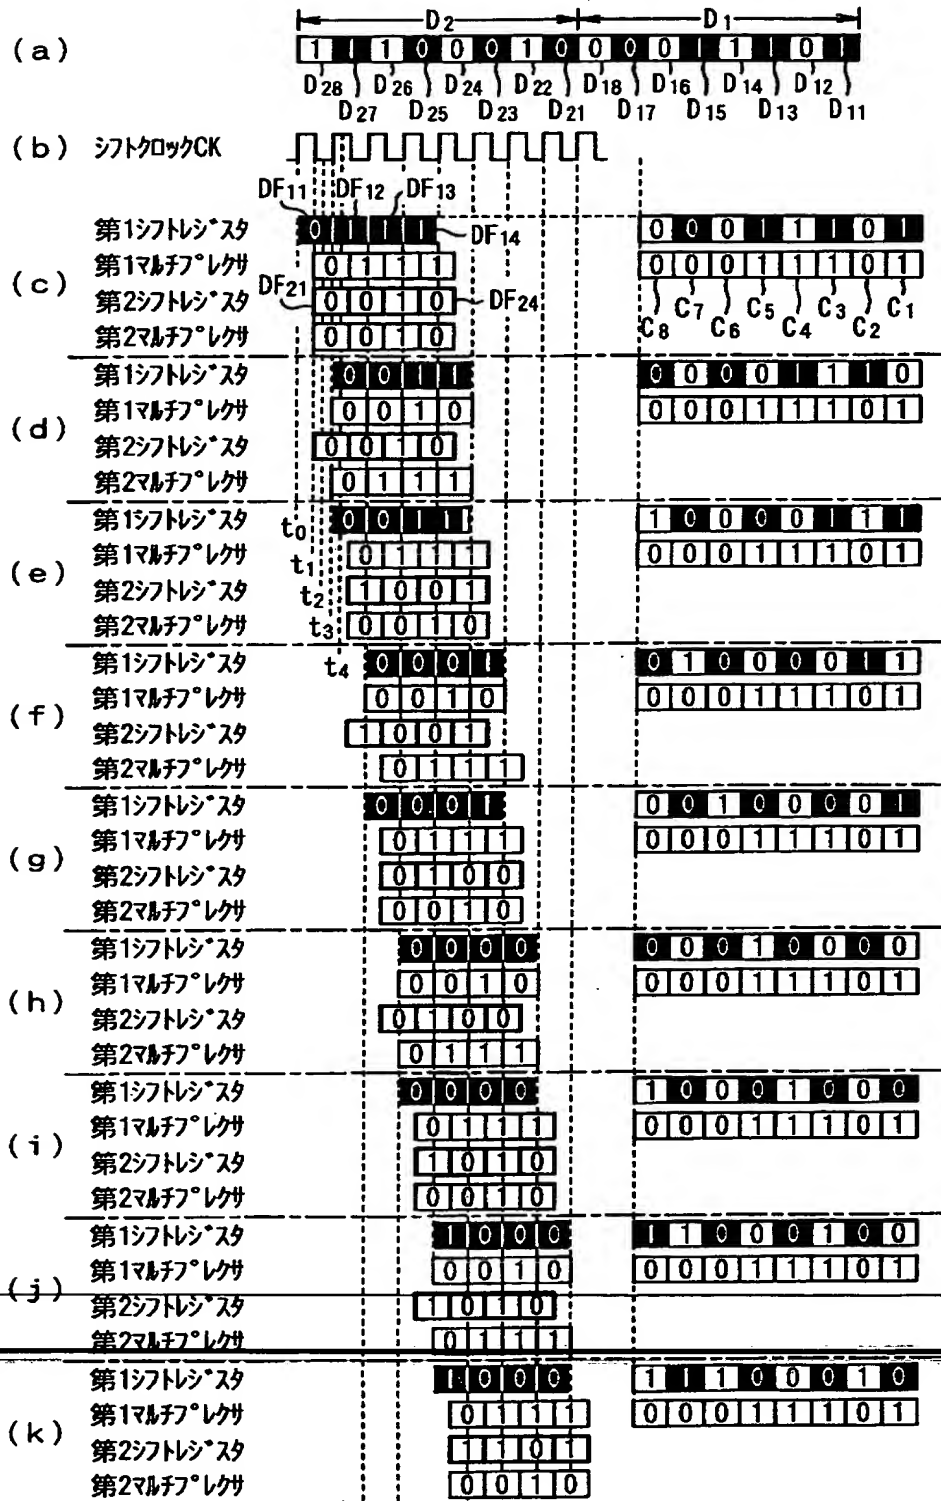 D2 D1
(a) 1 1 1 0 0 0 1 0 0 0 0 1 1 1 0 1
D28 D26 D24 D22 D18 D16 D14 D12
D27 D25 D23 D21 D17 D15 D13 D11
(b) シフトクロックCK
DF11 DF12 DF13
第1シフトレジスタ 0 1 1 1 DF14 0 0 0 1 1 1 0 1
(c) 第1マルチプレクサ 0 1 1 1 0 0 0 1 1 1 0 1
DF21 第2シフトレジスタ 0 0 1 0 DF24 C8 C7 C6 C5 C4 C3 C2 C1
第2マルチプレクサ 0 0 1 0
第1シフトレジスタ 0 0 1 1 0 0 0 0 1 1 1 0
(d) 第1マルチプレクサ 0 0 1 0 0 0 0 1 1 1 0 1
第2シフトレジスタ 0 0 1 0
第2マルチプレクサ 0 1 1 1
第1シフトレジスタ t0 0 0 1 1 1 0 0 0 0 1 1 1
(e) 第1マルチプレクサ t1 0 1 1 1 0 0 0 1 1 1 0 1
第2シフトレジスタ t2 1 0 0 1
第2マルチプレクサ t3 0 0 1 0
第1シフトレジスタ t4 0 0 0 1 0 1 0 0 0 0 1 1
(f) 第1マルチプレクサ 0 0 1 0 0 0 0 1 1 1 0 1
第2シフトレジスタ 1 0 0 1
第2マルチプレクサ 0 1 1 1
第1シフトレジスタ 0 0 0 1 0 0 1 0 0 0 0 1
(g) 第1マルチプレクサ 0 1 1 1 0 0 0 1 1 1 0 1
第2シフトレジスタ 0 1 0 0
第2マルチプレクサ 0 0 1 0
第1シフトレジスタ 0 0 0 0 0 0 0 1 0 0 0 0
(h) 第1マルチプレクサ 0 0 1 0 0 0 0 1 1 1 0 1
第2シフトレジスタ 0 1 0 0
第2マルチプレクサ 0 1 1 1
第1シフトレジスタ 0 0 0 0 1 0 0 0 1 0 0 0
(i) 第1マルチプレクサ 0 1 1 1 0 0 0 1 1 1 0 1
第2シフトレジスタ 1 0 1 0
第2マルチプレクサ 0 0 1 0
第1シフトレジスタ 1 0 0 0 1 1 0 0 0 1 0 0
(j) 第1マルチプレクサ 0 0 1 0 0 0 0 1 1 1 0 1
第2シフトレジスタ 1 0 1 0
第2マルチプレクサ 0 1 1 1
第1シフトレジスタ 1 0 0 0 1 1 1 0 0 0 1 0
(k) 第1マルチプレクサ 0 1 1 1 0 0 0 1 1 1 0 1
第2シフトレジスタ 1 1 0 1
第2マルチプレクサ 0 0 1 0